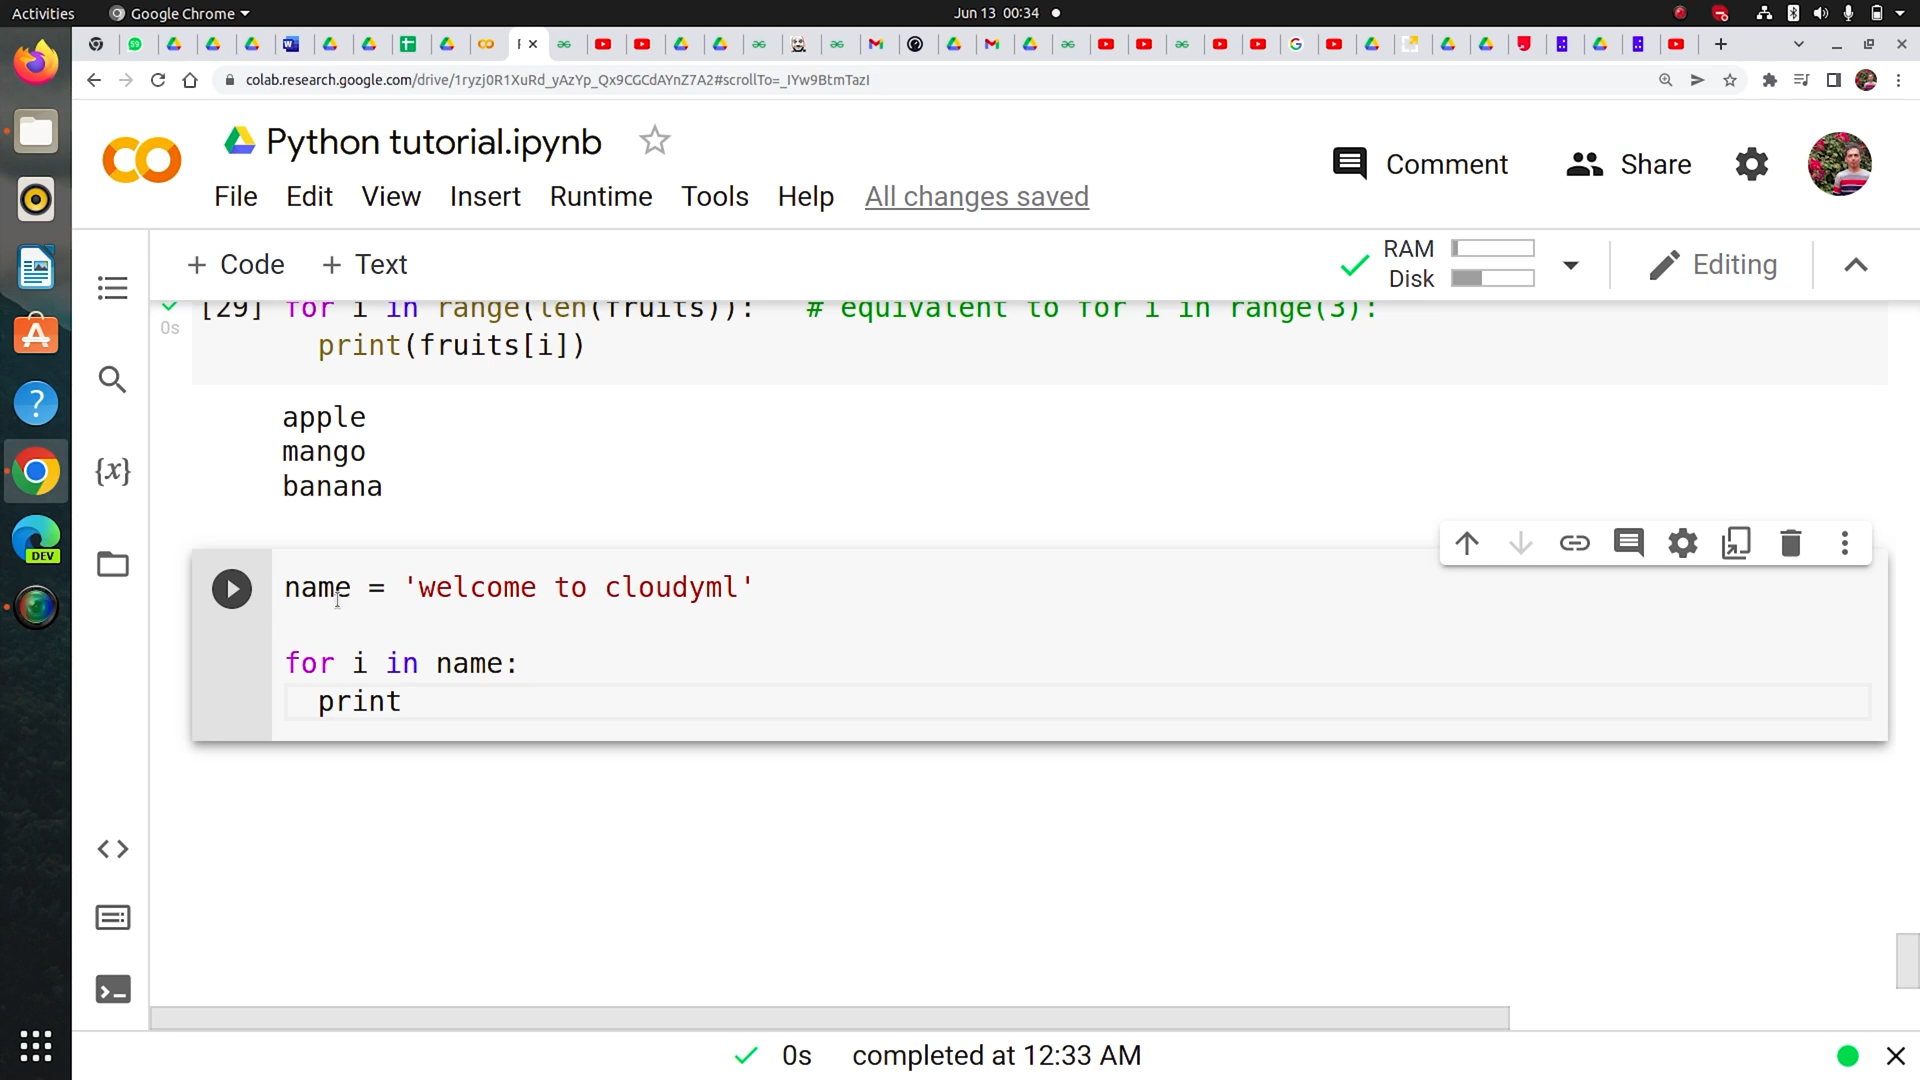 Activities
Google Chrome
Jun 13 00:34
colab.research.google.com/drive/1ryzj0R1XuRd_yAzYp_Qx9CGCdAYnZ7A2#scrollTo=_IYw9BtmTazI
Python tutorial.ipynb
Comment
Share
File Edit View Insert Runtime Tools Help All changes saved
+ Code + Text
RAM
Disk
Editing
[29] for i in range(len(fruits)): # equivalent to for i in range(3):
0s
print(fruits[i])
apple
mango
banana
{x}
DEV
name = 'welcome to cloudyml'
for i in name:
print
0s completed at 12:33 AM